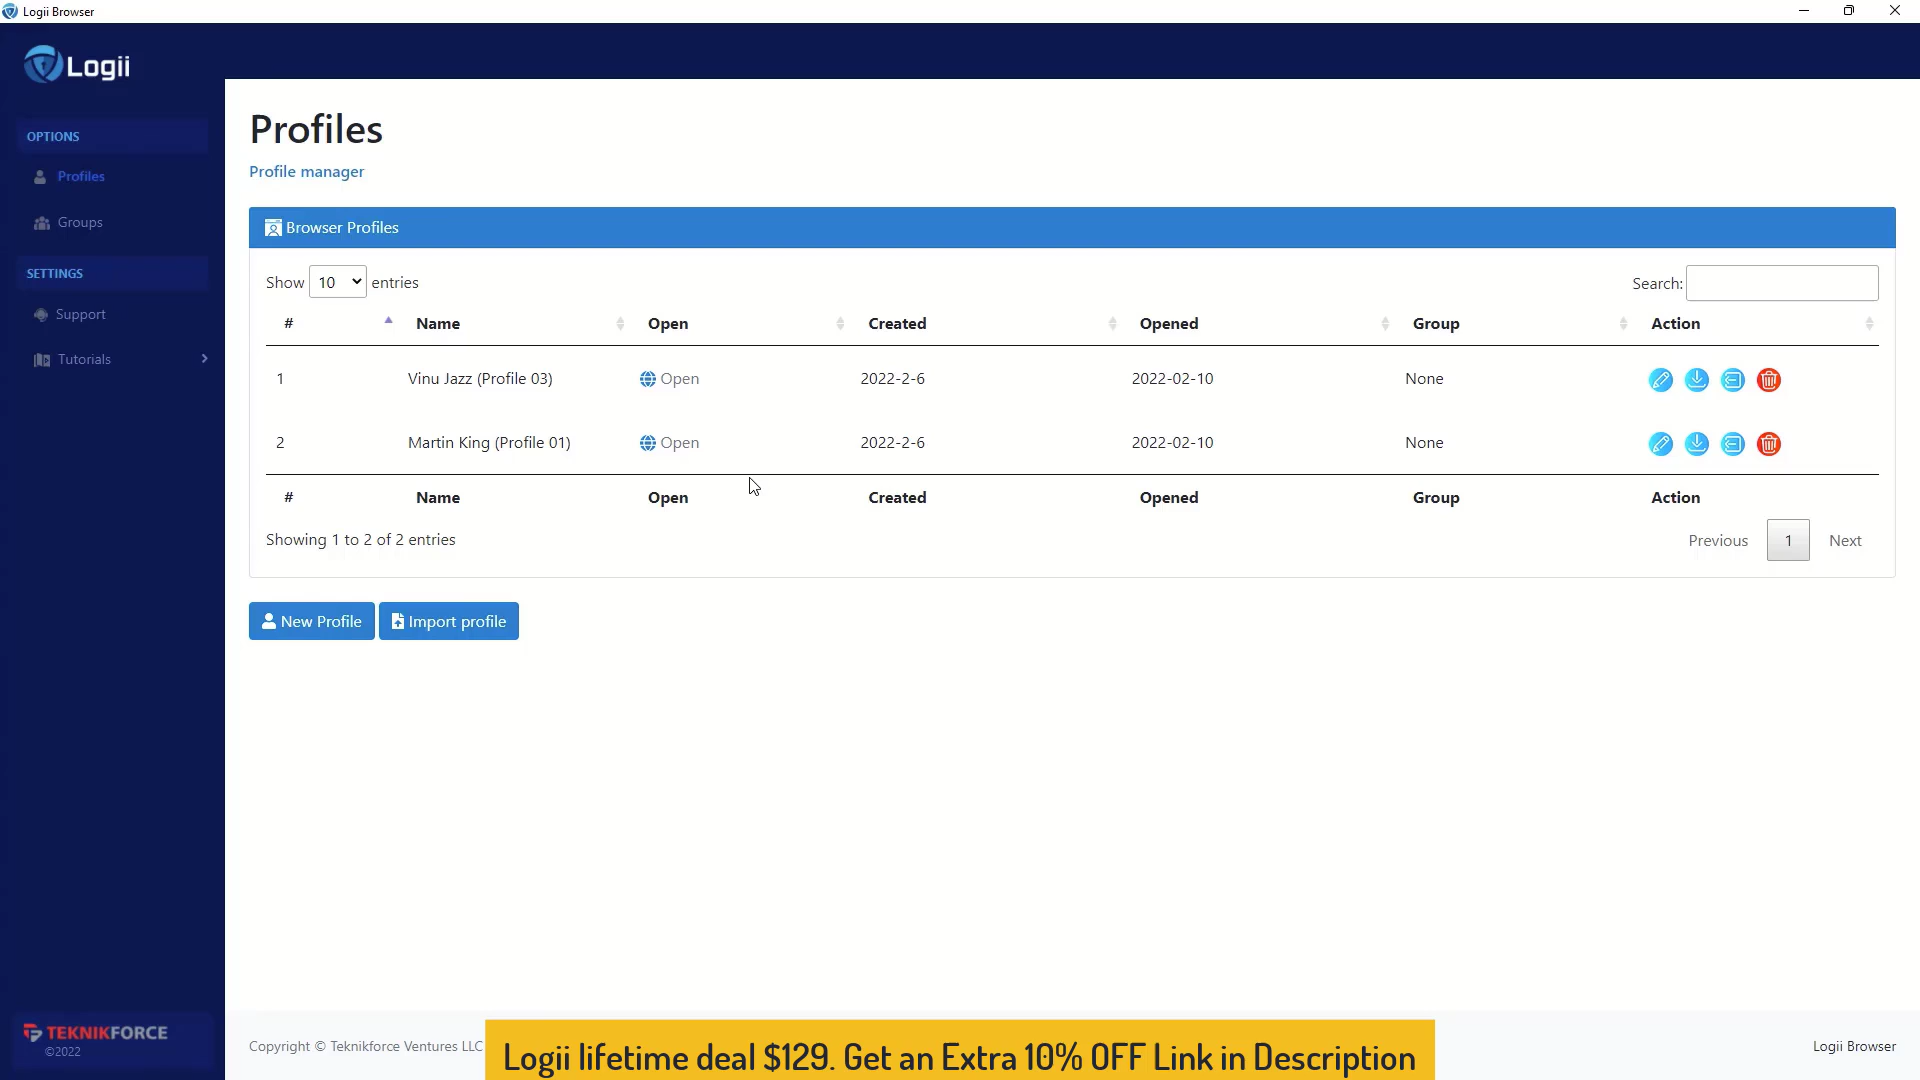 Logii Browser
Logii
OPTIONS
Profiles
Groups
SETTINGS
Support
Tutorials
TEKNIKFORCE
©2022
Profiles
Profile manager
Browser Profiles
Show 10 entries
Search:
# Name Open Created Opened Group Action
1 Vinu Jazz (Profile 03) Open 2022-2-6 2022-02-10 None
2 Martin King (Profile 01) Open 2022-2-6 2022-02-10 None
# Name Open Created Opened Group Action
Showing 1 to 2 of 2 entries
Previous 1 Next
New Profile Import profile
Copyright © Teknikforce Ventures LLC
Logii Browser
Logii lifetime deal $129. Get an Extra 10% OFF Link in Description